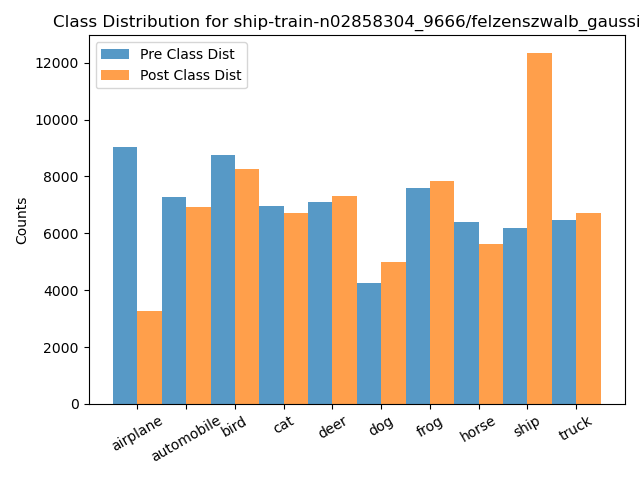 Class Distribution for ship-train-n02858304_9666/felzenszwalb_gaussi
Pre Class Dist
Post Class Dist
Counts
12000
10000
8000
6000
4000
2000
0
airplane
automobile
bird
cat
deer
dog
frog
horse
ship
truck